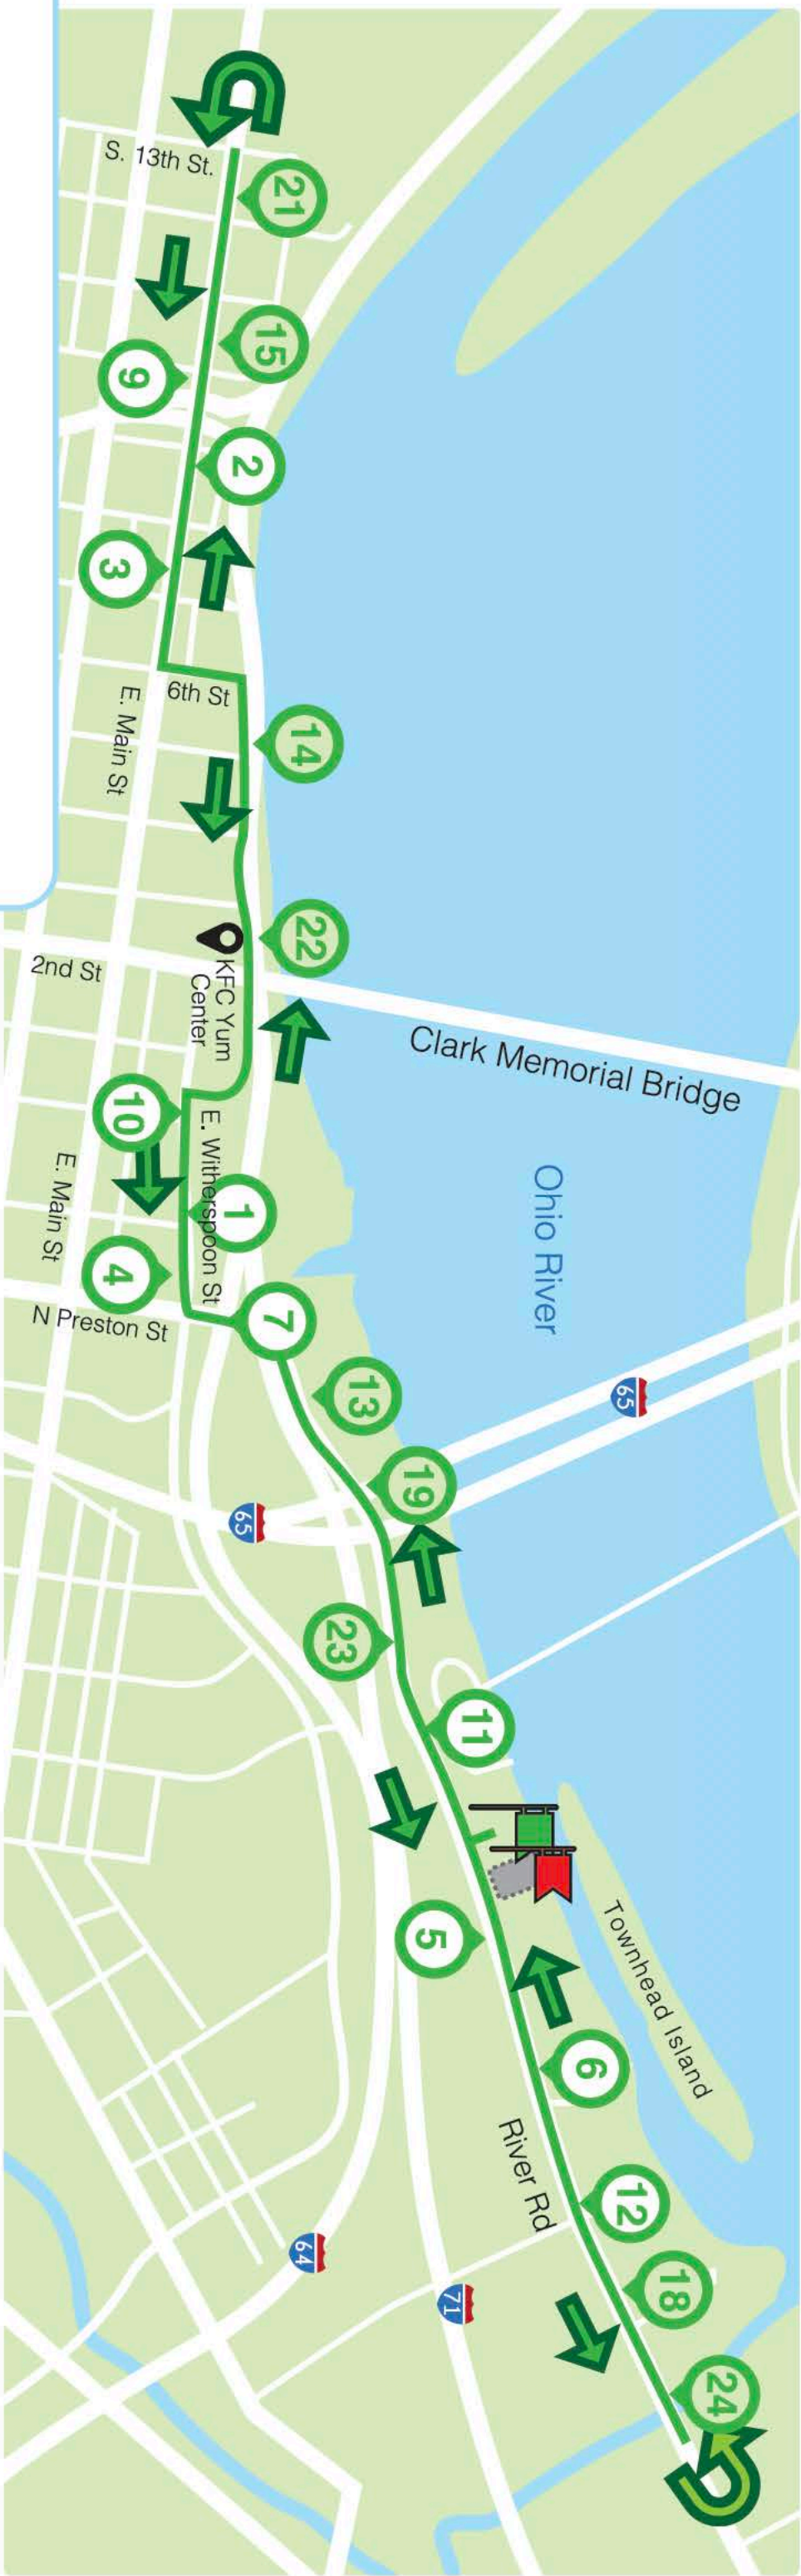 S. 13th St.
21
15
9
2
3
6th St
E. Main St
14
22
KFC Yum
Center
2nd St
Clark Memorial Bridge
Ohio River
10
E. Witherspoon St
1
4
E. Main St
N Preston St
7
13
19
65
65
23
11
5
Townhead Island
6
River Rd
12
18
24
64
71